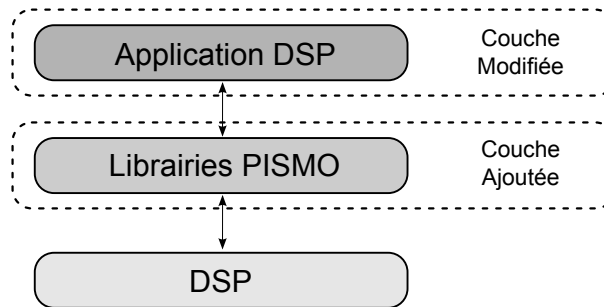 Application DSP
Couche
Modifiée
Librairies PISMO
Couche
Ajoutée
DSP